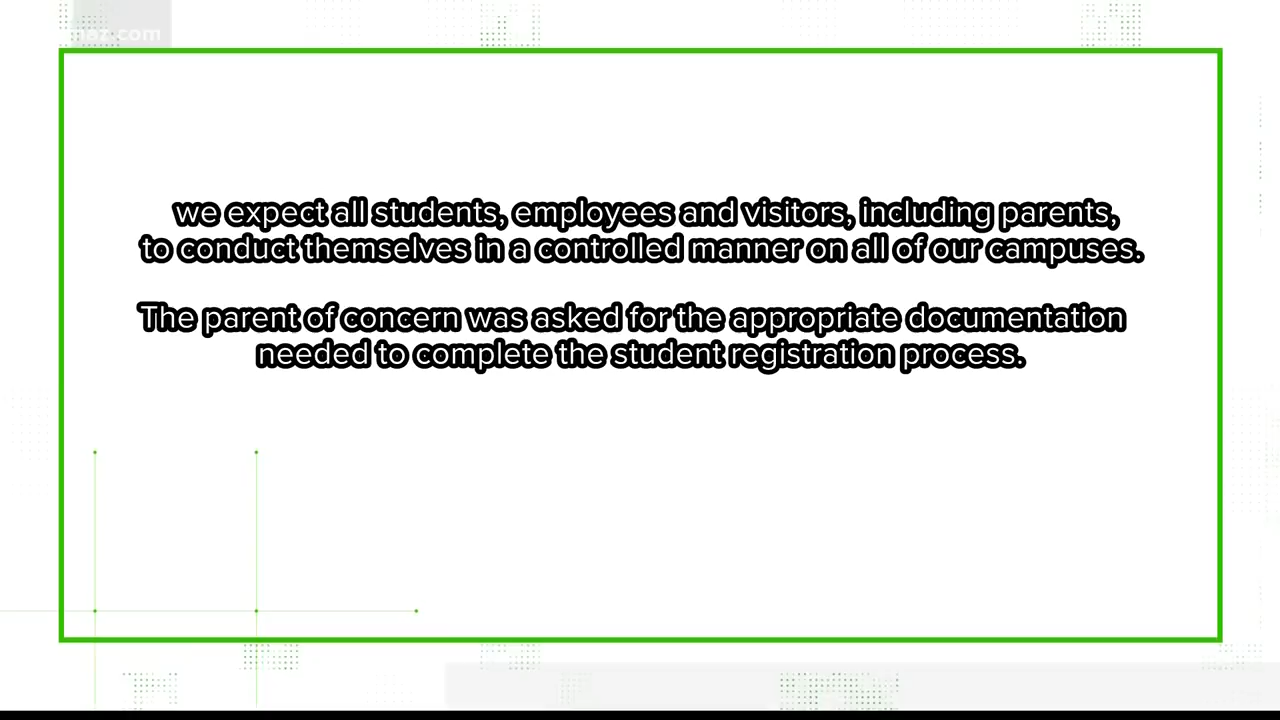 we expect all students, employees and visitors, including parents,
to conduct themselves in a controlled manner on all of our campuses.
The parent of concern was asked for the appropriate documentation
needed to complete the student registration process.